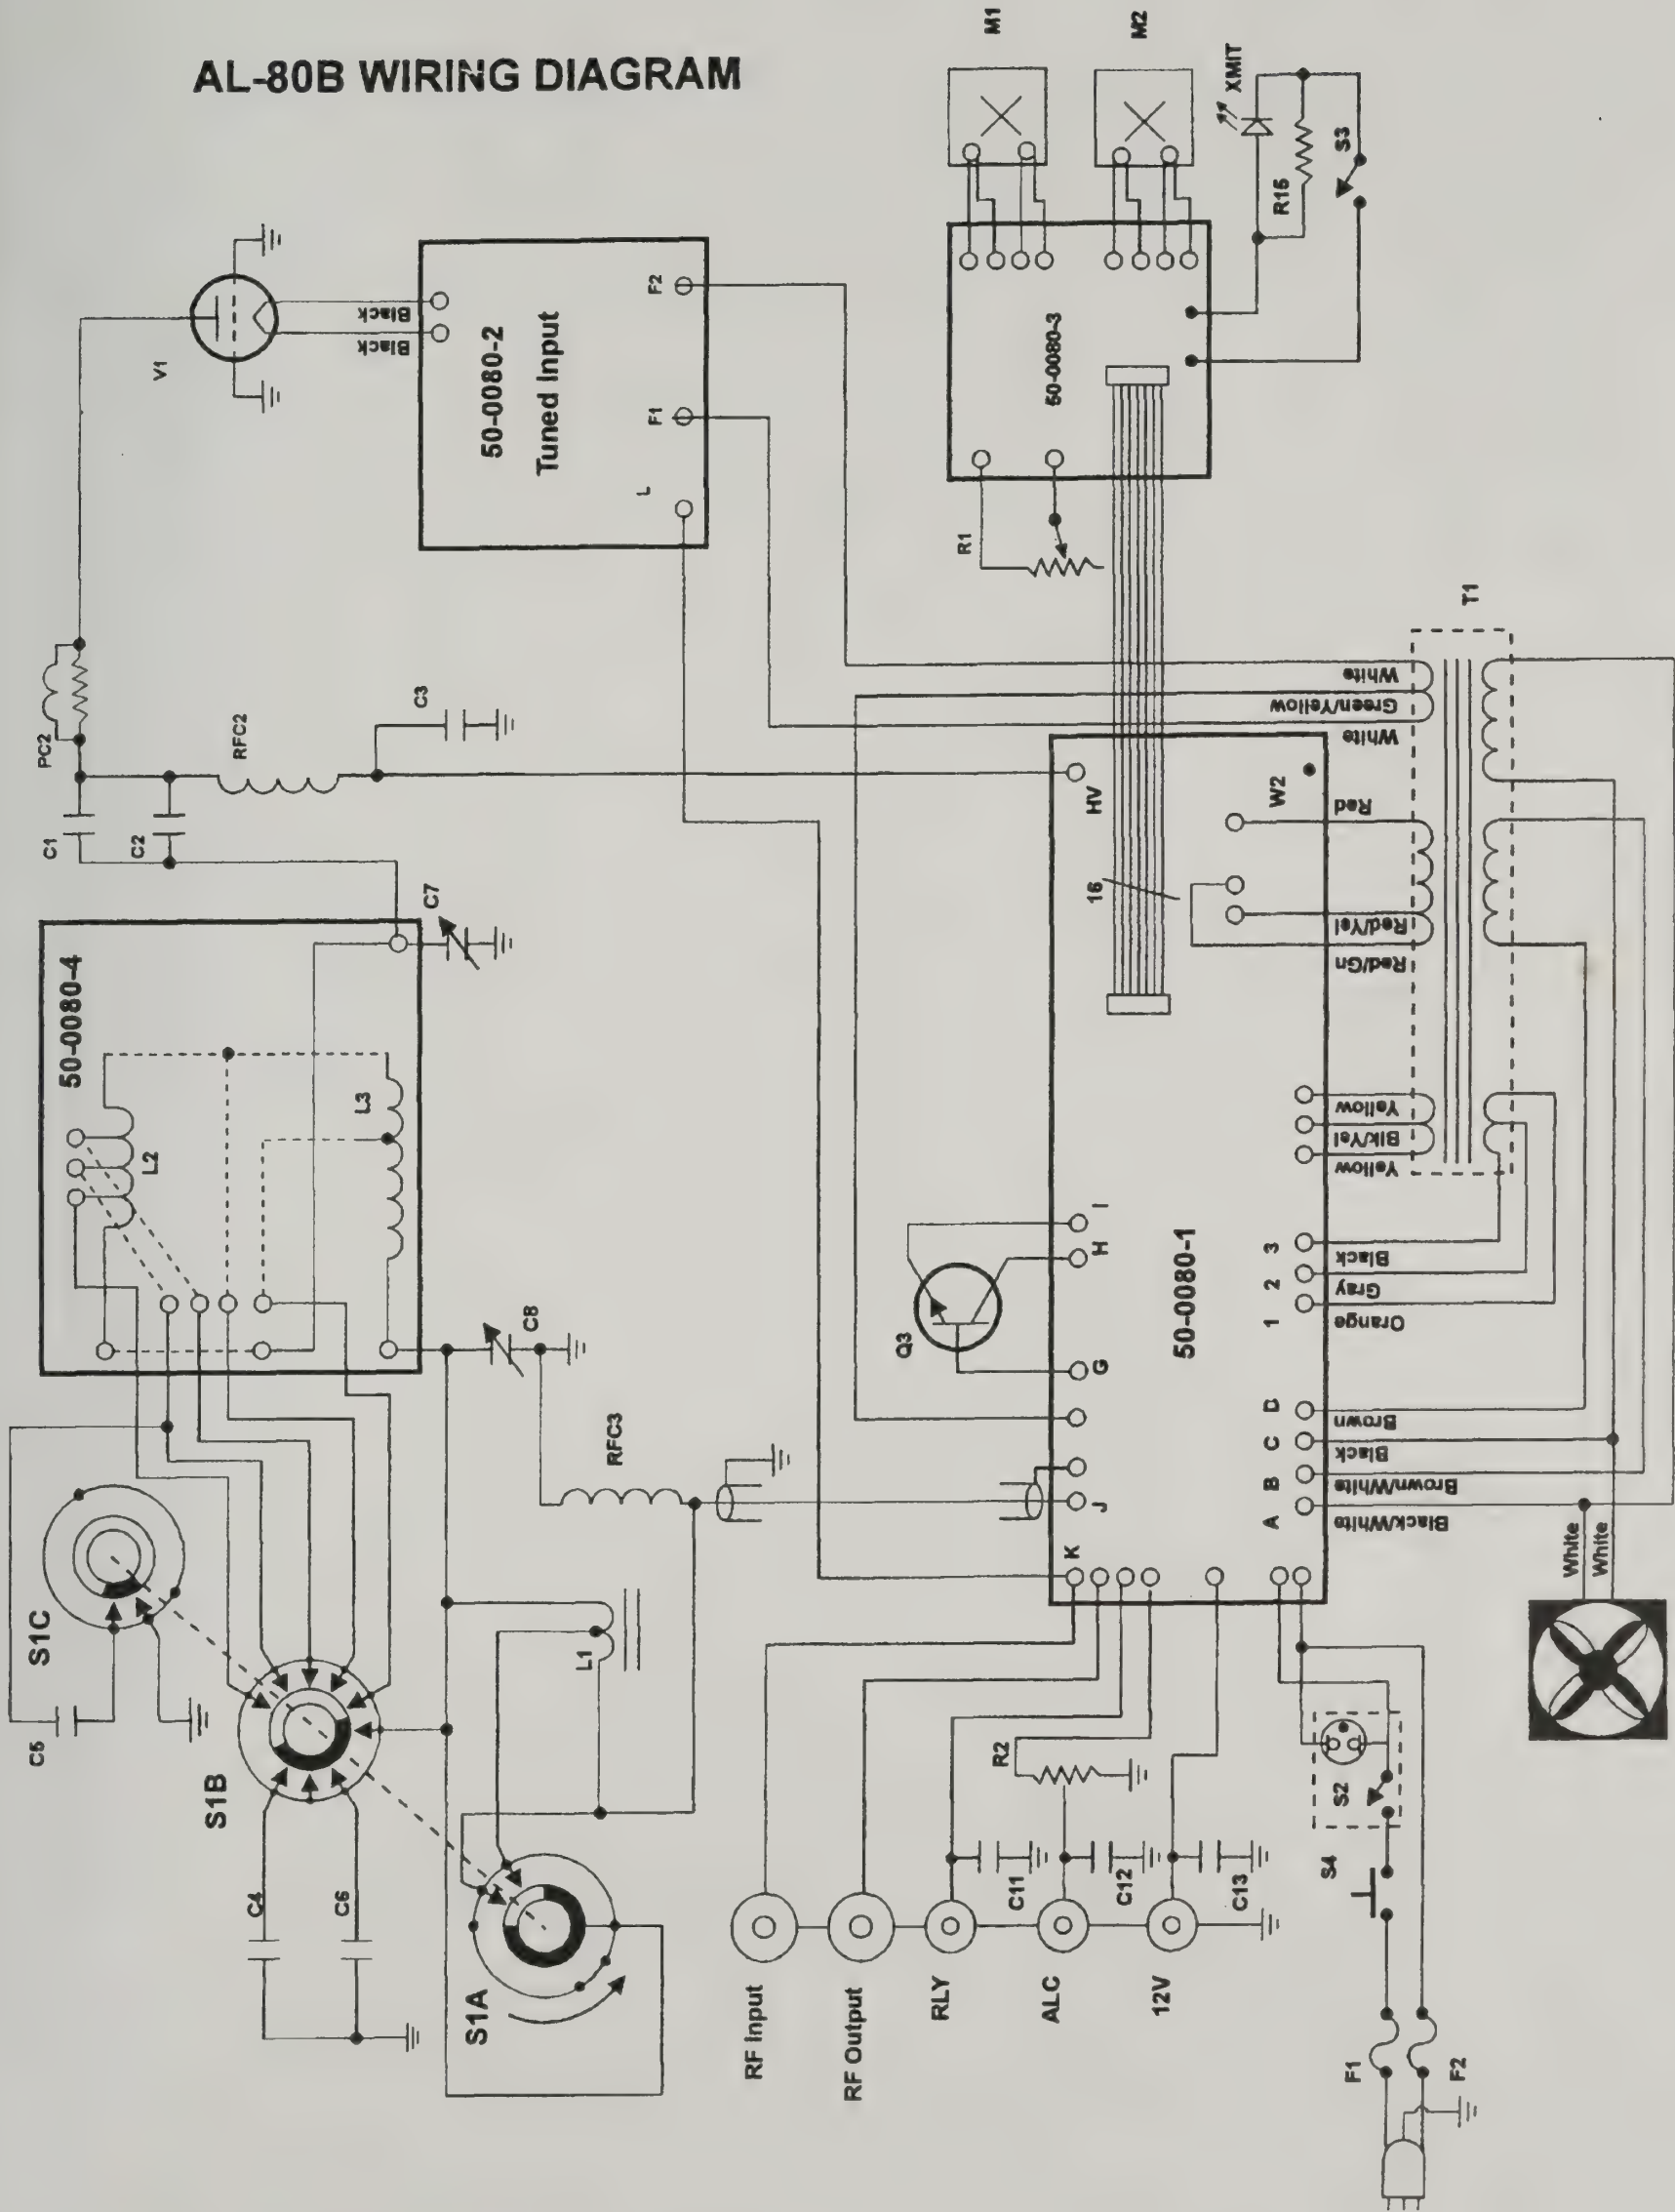 AL-80B WIRING DIAGRAM
M1
M2
XMIT
R15
S3
V1
Black
Black
50-0080-2
Tuned Input
F2
F1
L
50-0080-3
R1
PC2
RFC2
C3
C1
C2
C7
50-0080-4
L2
L3
C8
RFC3
S1C
C5
S1B
C4
C6
S1A
L1
HV
W2
16
I
H
Q3
G
50-0080-1
J
K
White
Green/Yellow
White
Red
Red/Yel
Red/Gn
Yellow
Blk/Yel
Yellow
T1
3
2
1
Black
Gray
Orange
D
C
B
A
Brown
Black
Brown/White
Black/White
White
White
RF Input
RF Output
RLY
ALC
12V
C11
C12
C13
R2
S2
S4
F1
F2